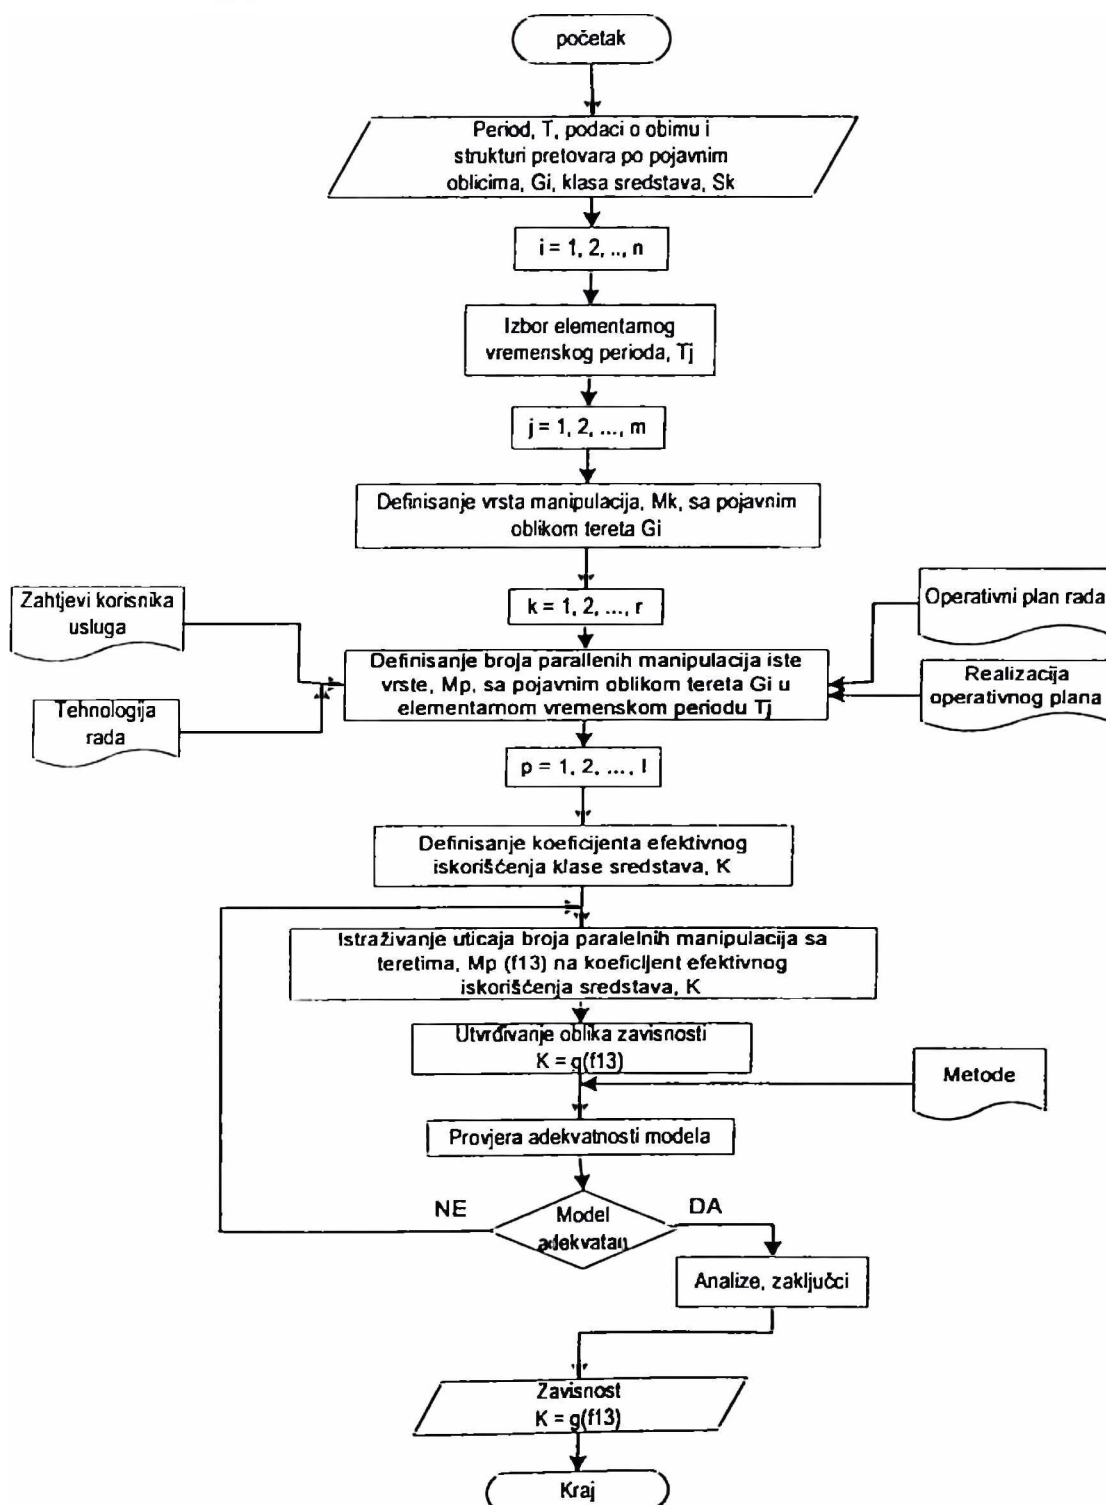 početak
Period, T, podaci o obimu i
strukturi pretovara po pojavnim
oblicima, Gi, klasa sredstava, Sk
i = 1, 2, .., n
Izbor elementarnog
vremenskog perioda, Tj
j = 1, 2, ..., m
Definisanje vrsta manipulacija, Mk, sa pojavnim
oblikom tereta Gi
k = 1, 2, ..., r
Zahtjevi korisnika
usluga
Operativni plan rada
Definisanje broja parallenih manipulacija iste
vrste, Mp, sa pojavnim oblikom tereta Gi u
elementarnom vremenskom periodu Tj
Realizacija
operativnog plana
Tehnologija
rada
p = 1, 2, ..., l
Definisanje koeficijenta efektivnog
iskorišćenja klase sredstava, K
Istraživanje uticaja broja paralelnih manipulacija sa
teretima, Mp (f13) na koeficijent efektivnog
iskorišćenja sredstava, K
Utvrđivanje oblika zavisnosti
K = g(f13)
Metode
Provjera adekvatnosti modela
NE
Model
adekvatan
DA
Analize, zaključci
Zavisnost
K = g(f13)
Kraj